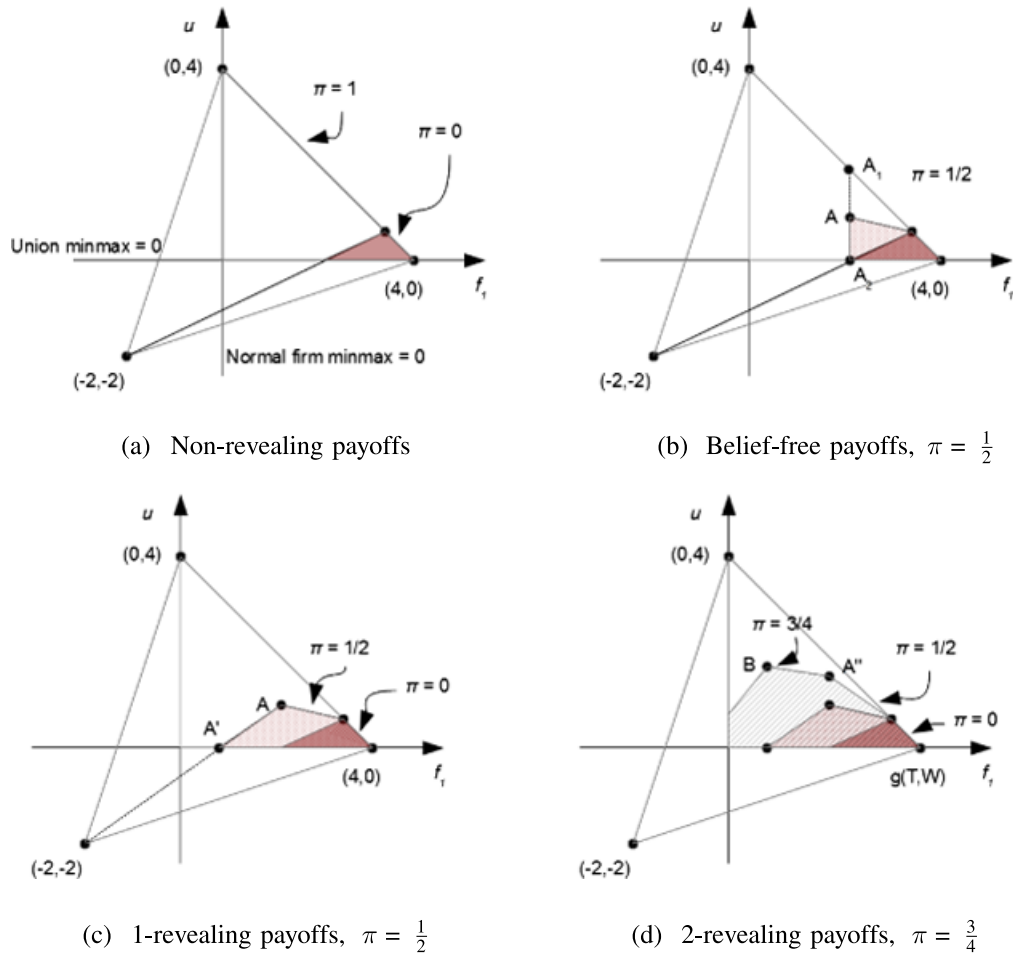 u
(0,4)
π = 1
π = 0
Union minmax = 0
(4,0)
f₁
Normal firm minmax = 0
(-2,-2)
(a) Non-revealing payoffs
u
(0,4)
A₁
π = 1/2
A
A₂
(4,0)
f₁
(-2,-2)
(b) Belief-free payoffs, π = 1/2
u
(0,4)
π = 1/2
A
π = 0
A'
(4,0)
f₁
(-2,-2)
(c) 1-revealing payoffs, π = 1/2
u
(0,4)
π = 3/4
B
A"
π = 1/2
π = 0
g(T,W)
f₁
(-2,-2)
(d) 2-revealing payoffs, π = 3/4